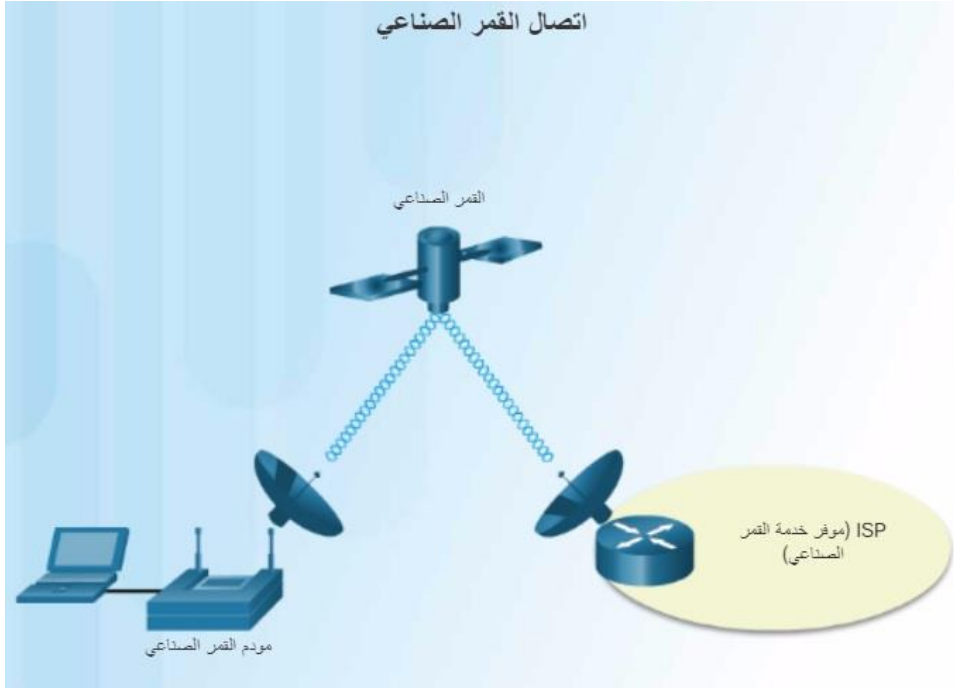 اتصال القمر الصناعي
القمر الصناعي
ISP (موفر خدمة القمر
الصناعي)
مودم القمر الصناعي